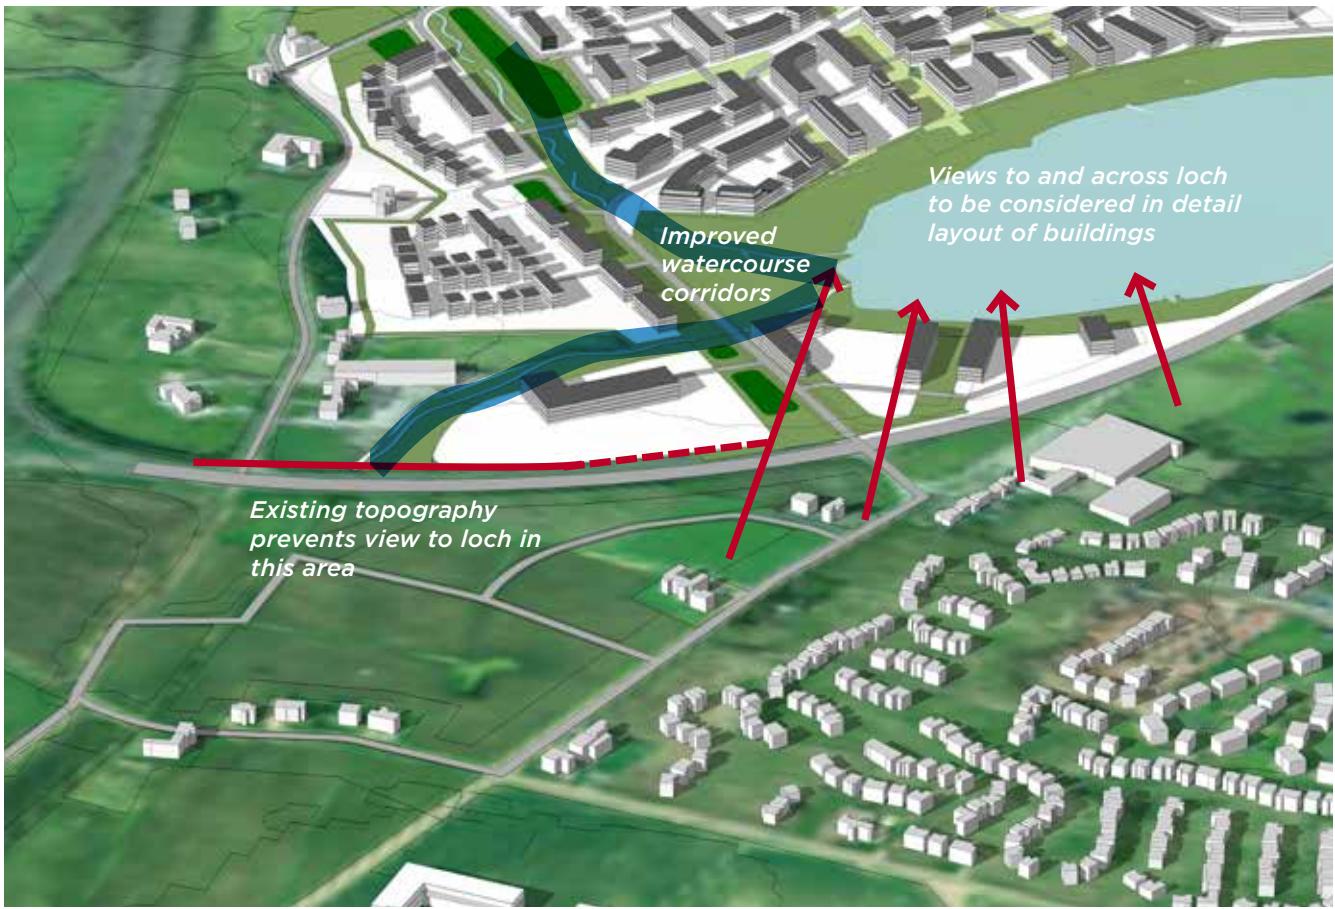 Views to and across loch
to be considered in detail
layout of buildings
Improved
watercourse
corridors
Existing topography
prevents view to loch in
this area